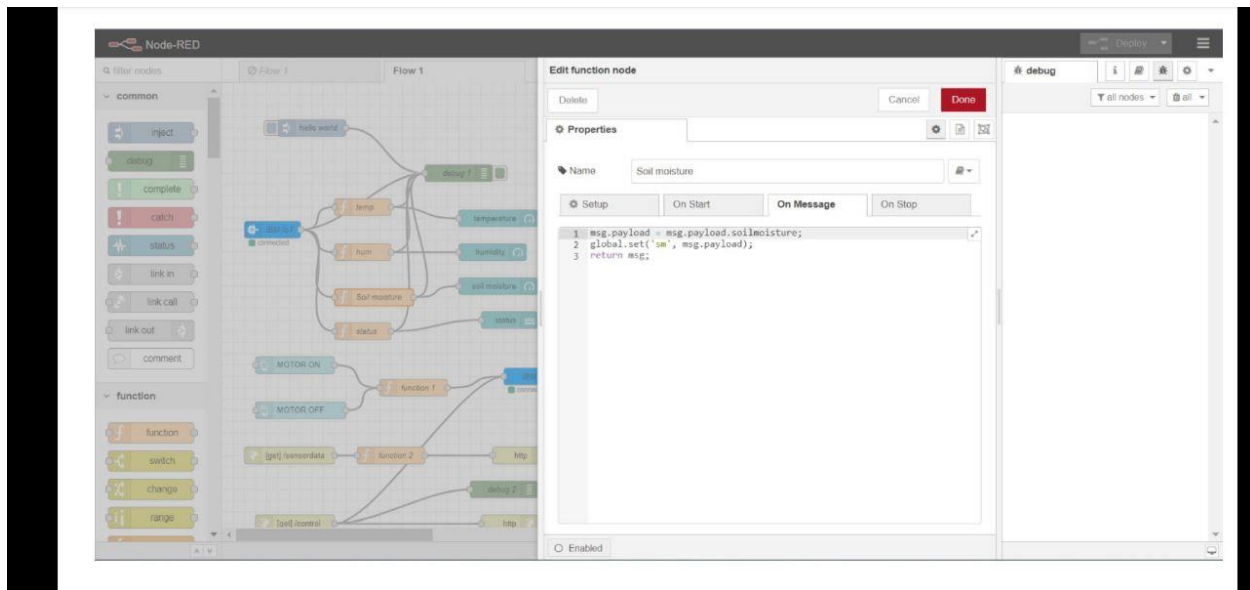 Node-RED
Deploy
filter nodes
common
inject
debug
complete
catch
status
link in
link call
link out
comment
function
function
switch
change
range
Flow 1
Flow 1
hello world
debug 1
temp
temperature
connected
hum
humidity
Soil moisture
soil moisture
status
status
MOTOR ON
function 1
MOTOR OFF
[get] /sensordata
function 2
http
debug 2
[get] /control
http
Edit function node
Delete
Cancel
Done
Properties
Name
Soil moisture
Setup
On Start
On Message
On Stop
1 msg.payload = msg.payload.soilmoisture;
2 global.set('sm', msg.payload);
3 return msg;
Enabled
debug
i
all nodes
all